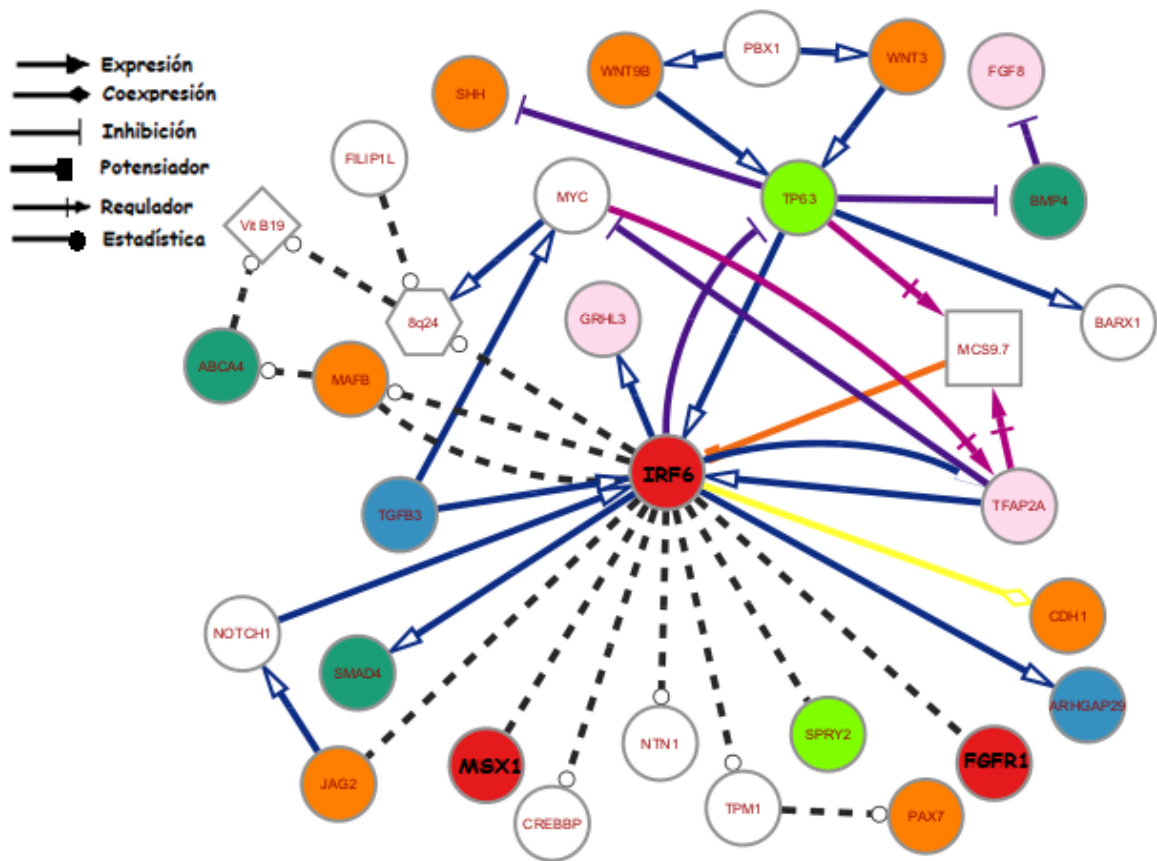 Expresión
Coexpresión
Inhibición
Potensiador
Regulador
Estadística
PBX1
WNT9B
WNT3
FGF8
SHH
FILIP1L
MYC
TP63
BMP4
Vit B19
8q24
GRHL3
BARX1
MCS9.7
ABCA4
MAFB
IRF6
TGFB3
TFAP2A
CDH1
NOTCH1
SMAD4
ARHGAP29
NTN1
SPRY2
MSX1
FGFR1
JAG2
CREBBP
TPM1
PAX7